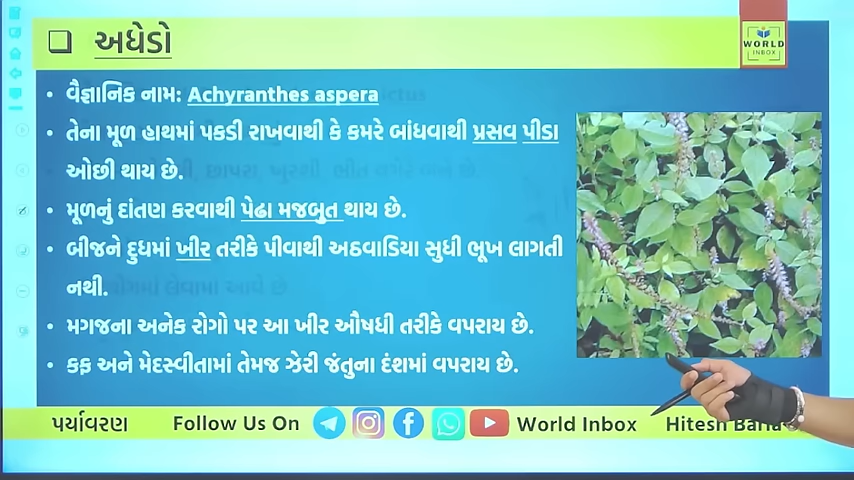 ❑ અધેડો
WORLD
INBOX
• વૈજ્ઞાનિક નામ: Achyranthes aspera
• તેના મૂળ હાથમાં પકડી રાખવાથી કે કમરે બાંધવાથી પ્રસવ પીડા
ઓછી થાય છે.
• મૂળનું દાંતણ કરવાથી પેઢા મજબુત થાય છે.
• બીજને દુધમાં ખીર તરીકે પીવાથી અઠવાડિયા સુધી ભૂખ લાગતી
નથી.
• મગજના અનેક રોગો પર આ ખીર ઔષધી તરીકે વપરાય છે.
• કફ અને મેદસ્વીતામાં તેમજ ઝેરી જંતુના દંશમાં વપરાય છે.
પર્યાવરણ Follow Us On World Inbox Hitesh